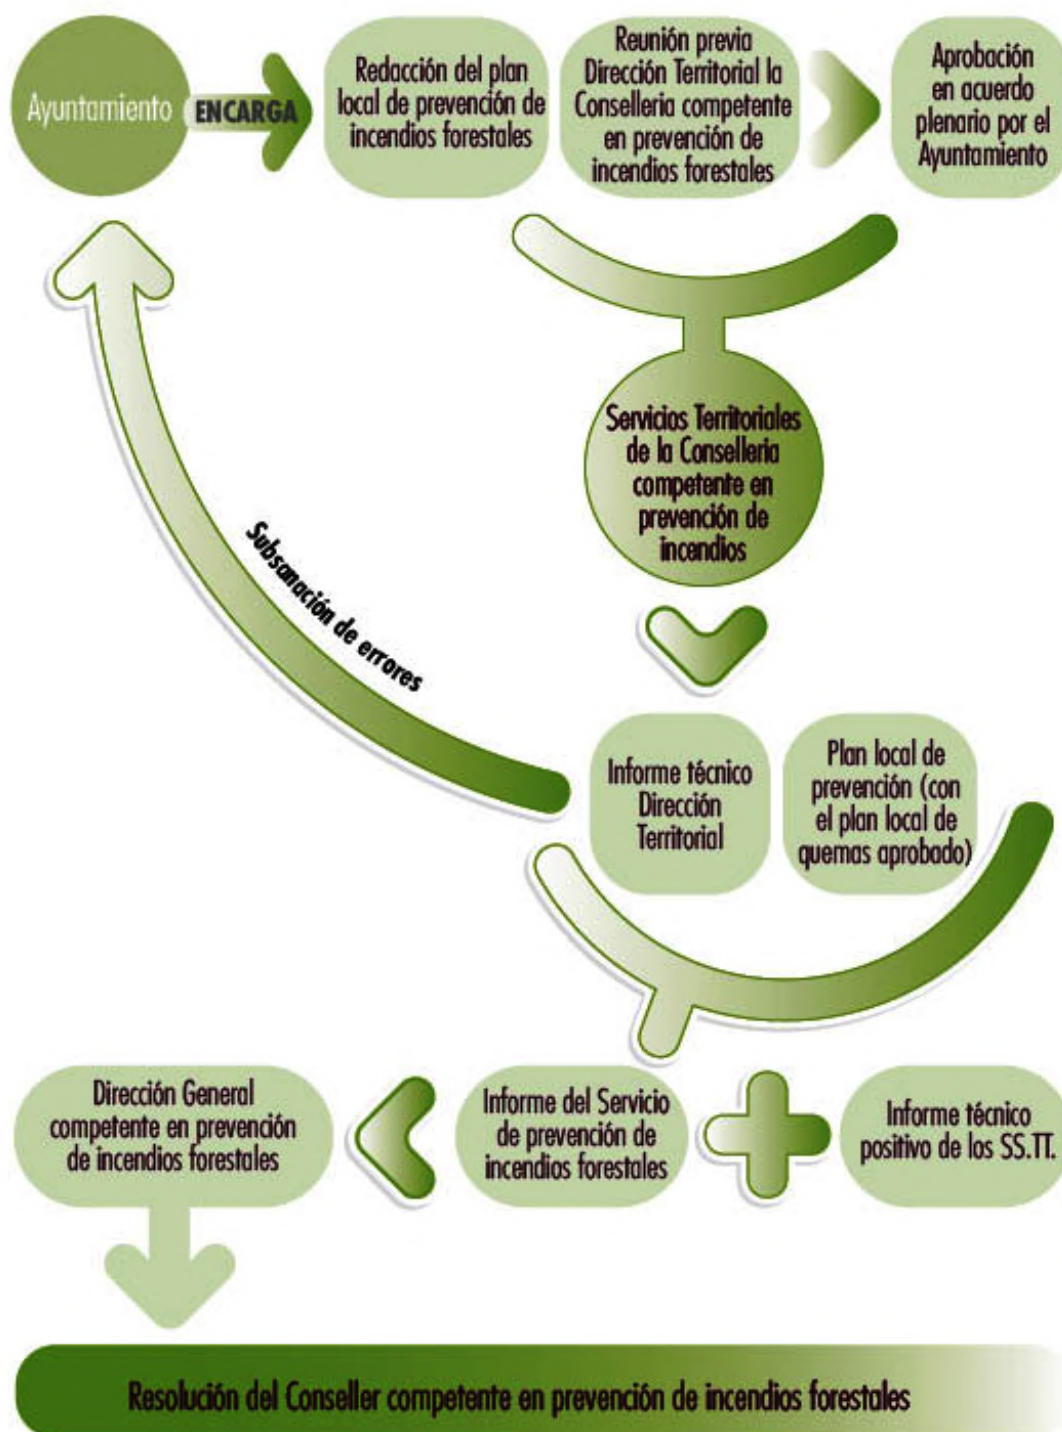 Ayuntamiento
ENCARGA
Redacción del plan
local de prevención de
incendios forestales
Reunión previa
Dirección Territorial la
Conselleria competente
en prevención de
incendios forestales
Aprobación
en acuerdo
plenario por el
Ayuntamiento
Servicios Territoriales
de la Conselleria
competente en
prevención de
incendios
Subsanación de errores
Informe técnico
Dirección
Territorial
Plan local de
prevención (con
el plan local de
quemas aprobado)
Dirección General
competente en prevención
de incendios forestales
Informe del Servicio
de prevención de
incendios forestales
Informe técnico
positivo de los SS.TT.
Resolución del Conseller competente en prevención de incendios forestales